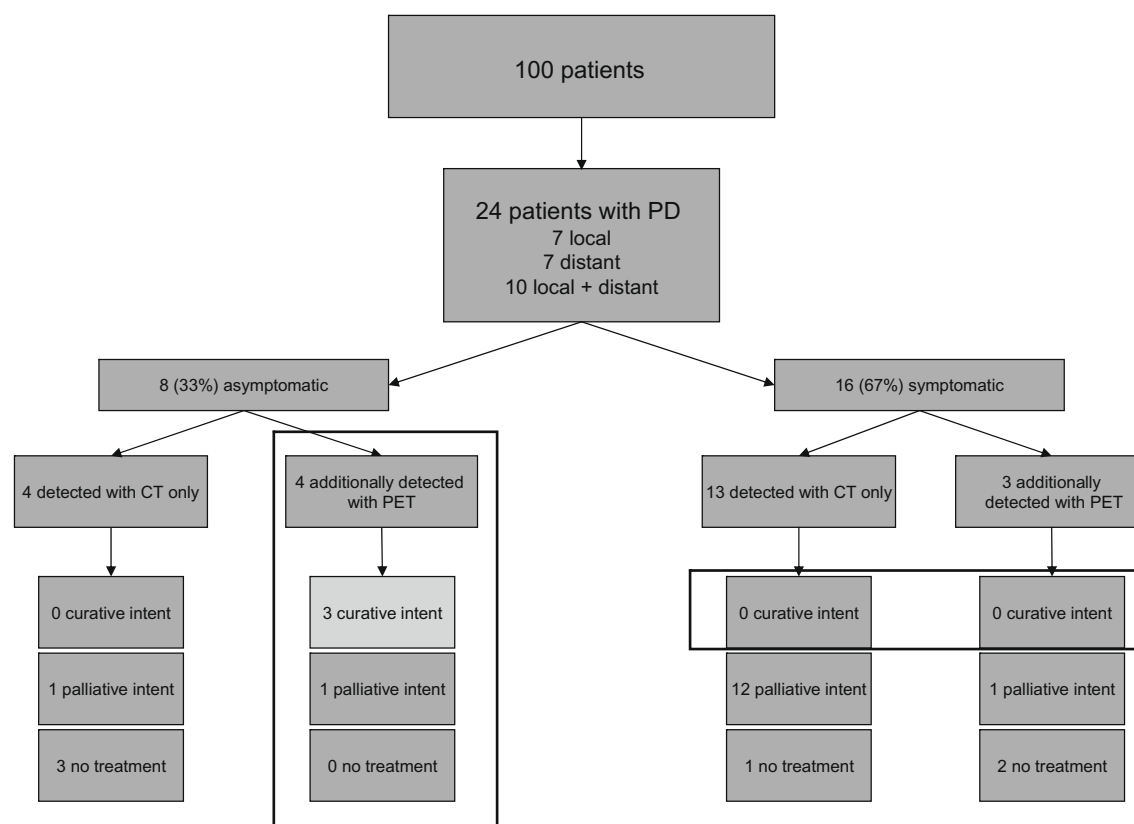 100 patients
24 patients with PD
7 local
7 distant
10 local + distant
8 (33%) asymptomatic
16 (67%) symptomatic
4 detected with CT only
4 additionally detected
with PET
13 detected with CT only
3 additionally
detected with PET
0 curative intent
3 curative intent
0 curative intent
0 curative intent
1 palliative intent
1 palliative intent
12 palliative intent
1 palliative intent
3 no treatment
0 no treatment
1 no treatment
2 no treatment